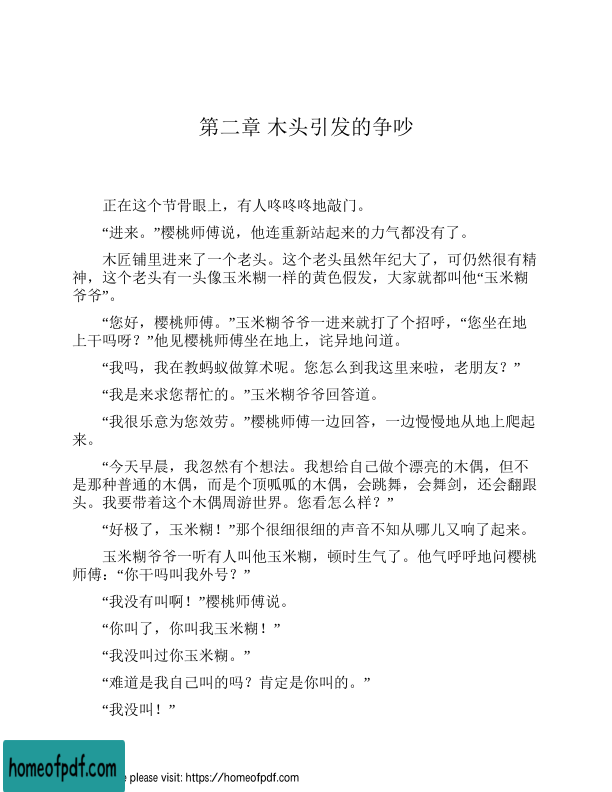 第二章 木头引发的争吵
正在这个节骨眼上，有人咚咚咚地敲门。
“进来。”樱桃师傅说，他连重新站起来的力气都没有了。
木匠铺里进来了一个老头。这个老头虽然年纪大了，可仍然很有精
神，这个老头有一头像玉米糊一样的黄色假发，大家就都叫他“玉米糊
爷爷”。
“您好，樱桃师傅。”玉米糊爷爷一进来就打了个招呼，“您坐在地
上干吗呀？”他见樱桃师傅坐在地上，诧异地问道。
“我吗，我在教蚂蚁做算术呢。您怎么到我这里来啦，老朋友？”
“我是来求您帮忙的。”玉米糊爷爷回答道。
“我很乐意为您效劳。”樱桃师傅一边回答，一边慢慢地从地上爬起
来。
“今天早晨，我忽然有个想法。我想给自己做个漂亮的木偶，但不
是那种普通的木偶，而是个顶呱呱的木偶，会跳舞，会舞剑，还会翻跟
头。我要带着这个木偶周游世界。您看怎么样？”
“好极了，玉米糊！”那个很细很细的声音不知从哪儿又响了起来。
玉米糊爷爷一听有人叫他玉米糊，顿时生气了。他气呼呼地问樱桃
师傅：“你干吗叫我外号？”
“我没有叫啊！”樱桃师傅说。
“你叫了，你叫我玉米糊！”
“我没叫过你玉米糊。”
“难道是我自己叫的吗？肯定是你叫的。”
“我没叫！”
homeofpdf.com
e please visit: https://homeofpdf.com